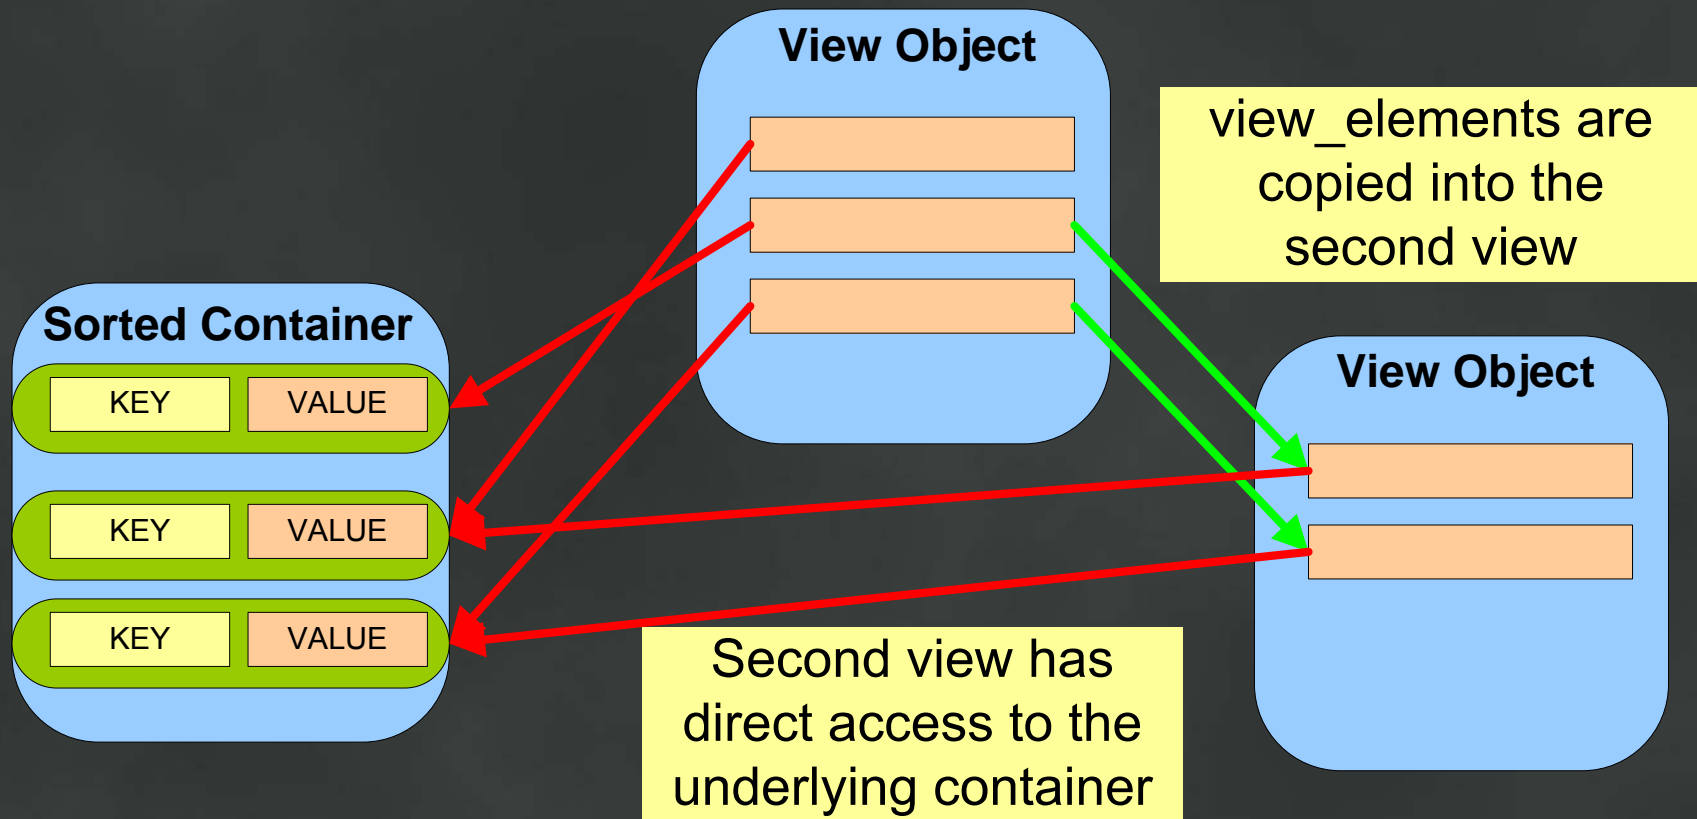 View Object
view_elements are
copied into the
second view
Sorted Container
KEY VALUE
KEY VALUE
KEY VALUE
View Object
Second view has
direct access to the
underlying container